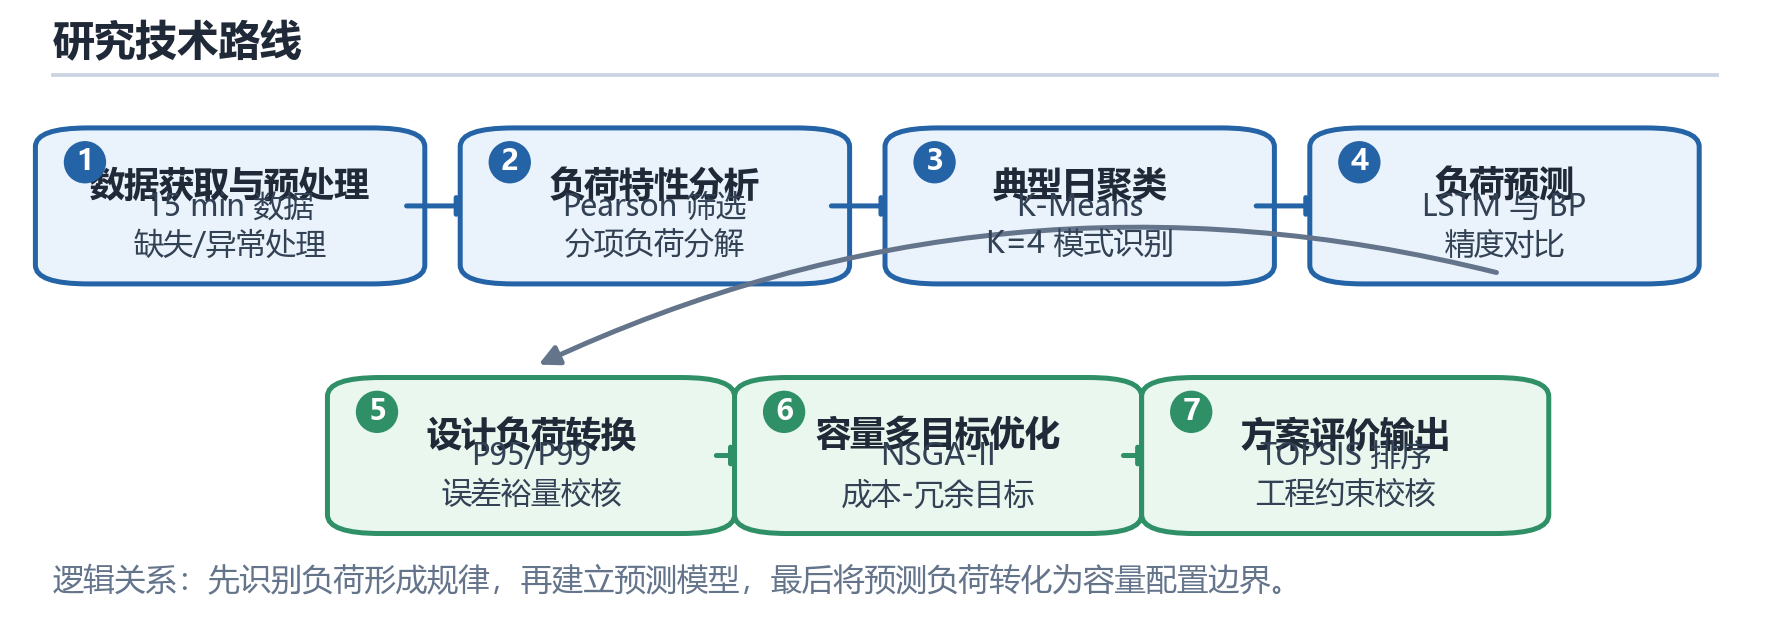 研究技术路线
1
数据获取与预处理
15 min 数据
缺失/异常处理
2
负荷特性分析
Pearson 筛选
分项负荷分解
3
典型日聚类
K-Means
K=4 模式识别
4
负荷预测
LSTM 与 BP
精度对比
5
设计负荷转换
P95/P99
误差裕量校核
6
容量多目标优化
NSGA-II
成本-冗余目标
7
方案评价输出
TOPSIS 排序
工程约束校核
逻辑关系：先识别负荷形成规律，再建立预测模型，最后将预测负荷转化为容量配置边界。